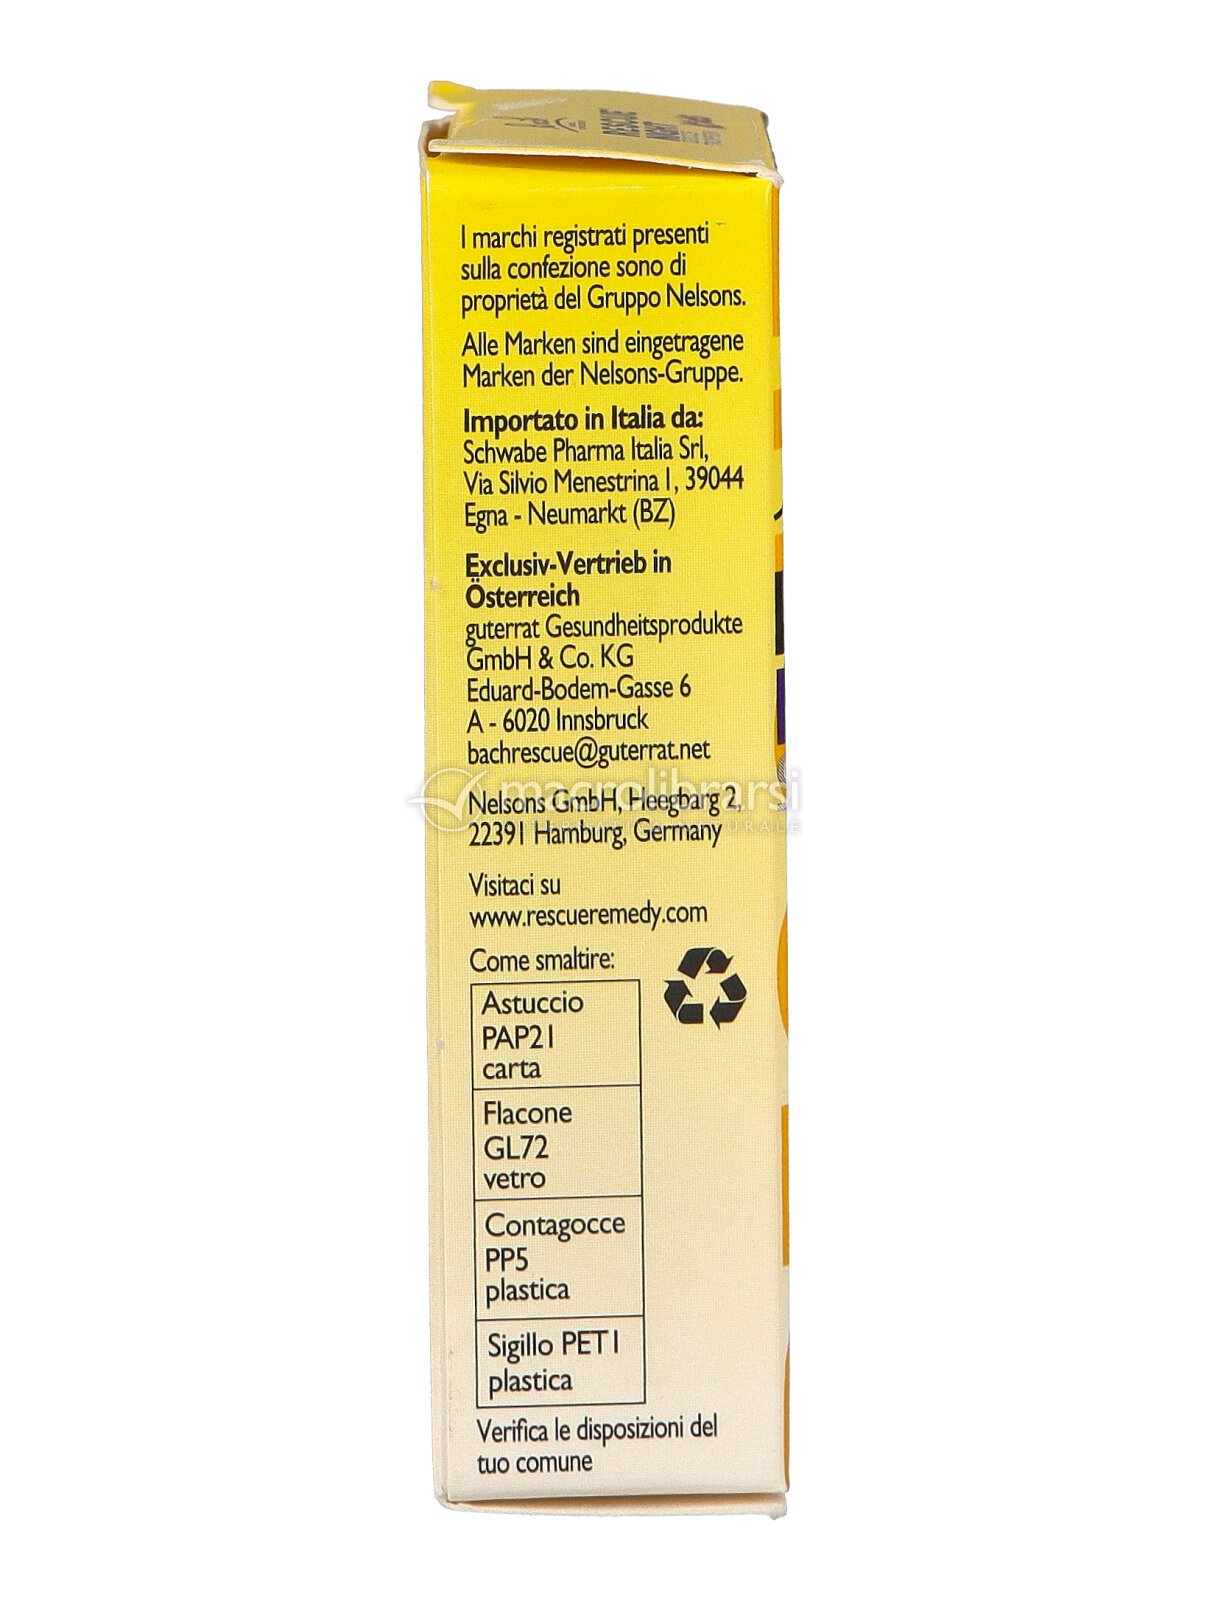 RESCUE
NIGHT
I marchi registrati presenti
sulla confezione sono di
proprietà del Gruppo Nelsons.
Alle Marken sind eingetragene
Marken der Nelsons-Gruppe.
Importato in Italia da:
Schwabe Pharma Italia Srl,
Via Silvio Menestrina 1, 39044
Egna - Neumarkt (BZ)
Exclusiv-Vertrieb in
Österreich
guterrat Gesundheitsprodukte
GmbH & Co. KG
Eduard-Bodem-Gasse 6
A - 6020 Innsbruck
bachrescue@guterrat.net
macrolibrarsi
Nelsons GmbH, Heegbarg 2,
22391 Hamburg, Germany
Visitaci su
www.rescueremedy.com
Come smaltire:
Astuccio
PAP21
carta
Flacone
GL72
vetro
Contagocce
PP5
plastica
Sigillo PET1
plastica
Verifica le disposizioni del
tuo comune